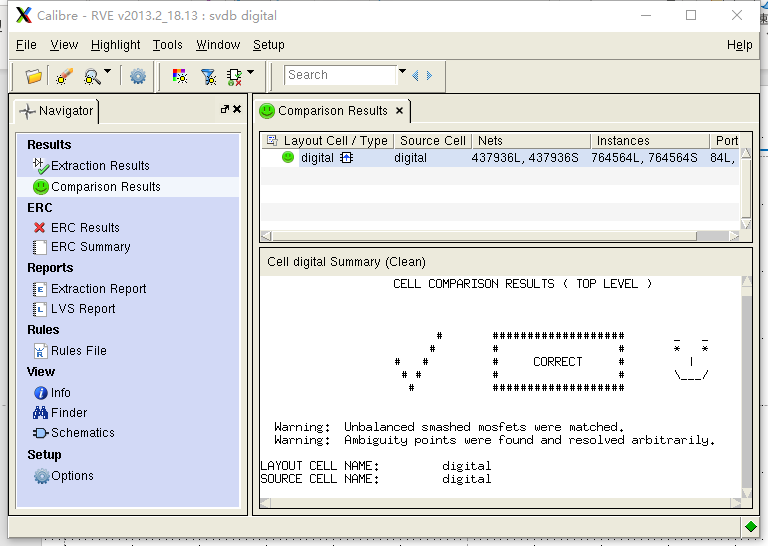 Calibre - RVE v2013.2_18.13 : svdb digital
File View Highlight Tools Window Setup Help
Search
Navigator
Results
Extraction Results
Comparison Results
ERC
ERC Results
ERC Summary
Reports
Extraction Report
LVS Report
Rules
Rules File
View
Info
Finder
Schematics
Setup
Options
Comparison Results
Layout Cell / Type Source Cell Nets Instances Port
digital digital 437936L, 437936S 764564L, 764564S 84L,
Cell digital Summary (Clean)
CELL COMPARISON RESULTS ( TOP LEVEL )
# ################### _ _
# # # * *
# # # CORRECT # |
# # # # \___/
# ###################
Warning: Unbalanced smashed mosfets were matched.
Warning: Ambiguity points were found and resolved arbitrarily.
LAYOUT CELL NAME: digital
SOURCE CELL NAME: digital